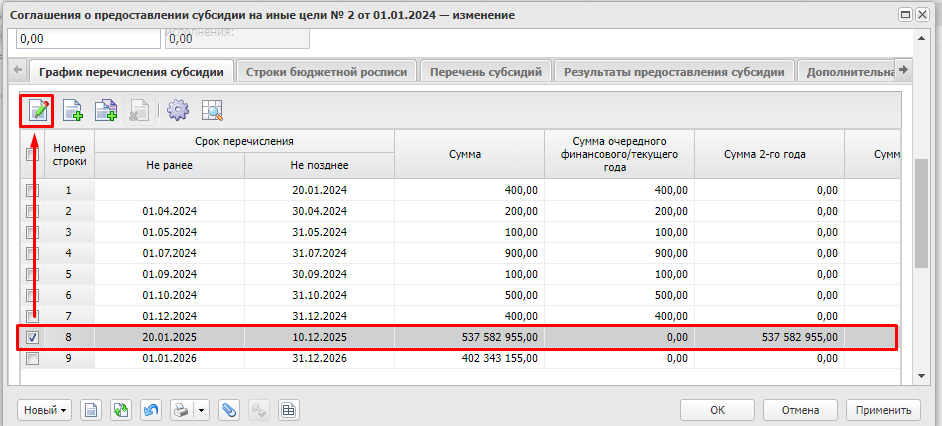 Соглашения о предоставлении субсидии на иные цели № 2 от 01.01.2024 — изменение
исполнения:
0,00 0,00
График перечисления субсидии Строки бюджетной росписи Перечень субсидий Результаты предоставления субсидии Дополнительна
Номер строки Срок перечисления Сумма Сумма очередного финансового/текущего года Сумма 2-го года Сумм
Не ранее Не позднее
1 20.01.2024 400,00 400,00 0,00
2 01.04.2024 30.04.2024 200,00 200,00 0,00
3 01.05.2024 31.05.2024 100,00 100,00 0,00
4 01.07.2024 31.07.2024 900,00 900,00 0,00
5 01.09.2024 30.09.2024 100,00 100,00 0,00
6 01.10.2024 31.10.2024 500,00 500,00 0,00
7 01.12.2024 31.12.2024 400,00 400,00 0,00
8 20.01.2025 10.12.2025 537 582 955,00 0,00 537 582 955,00
9 01.01.2026 31.12.2026 402 343 155,00 0,00 0,00
Новый ОК Отмена Применить